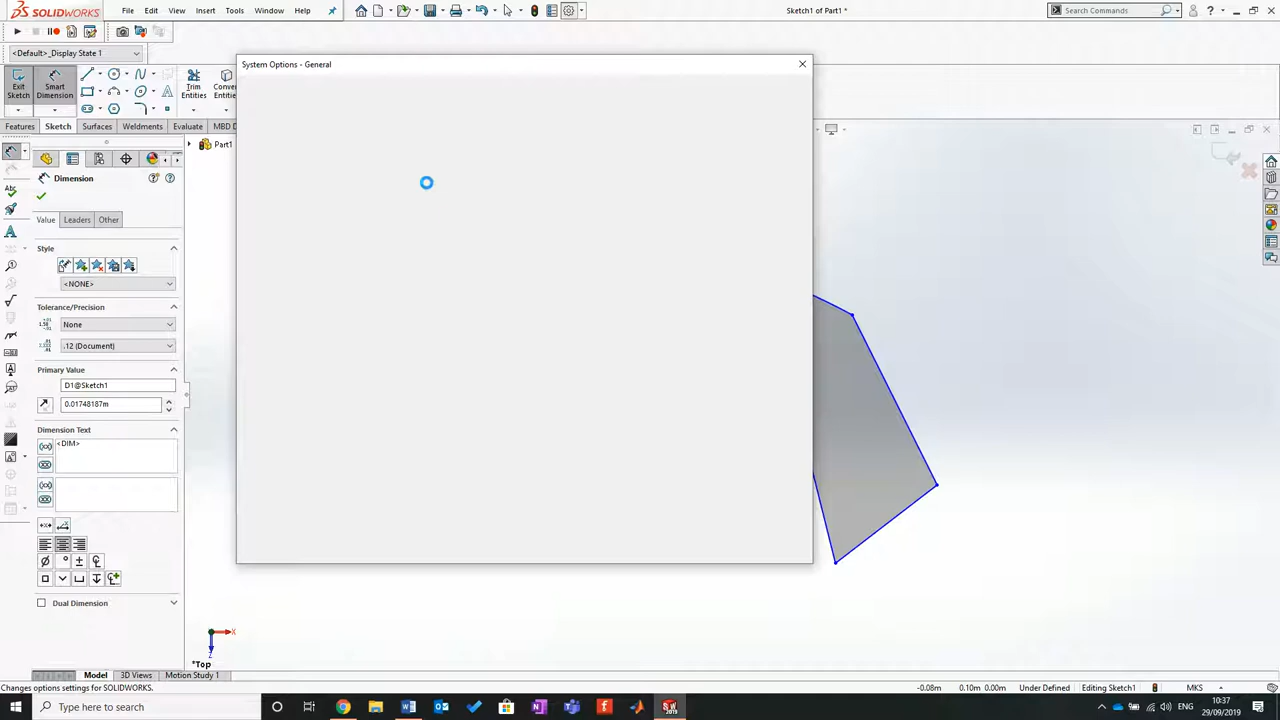 SOLIDWORKS
File Edit View Insert Tools Window Help
Sketch1 of Part1 *
Search Commands
<Default>_Display State 1
System Options - General
Exit Sketch
Smart Dimension
Trim Entities
Features Sketch Surfaces Weldments Evaluate MBD D
Part1
Dimension
Value Leaders Other
Style
<NONE>
Tolerance/Precision
None
.12 (Document)
Primary Value
D1@Sketch1
0.01748187m
Dimension Text
<DIM>
Dual Dimension
X
Z
*Top
Model 3D Views Motion Study 1
Changes options settings for SOLIDWORKS.
-0.08m 0.10m 0.00m Under Defined Editing Sketch1 MKS
Type here to search
ENG
10:37
29/09/2019